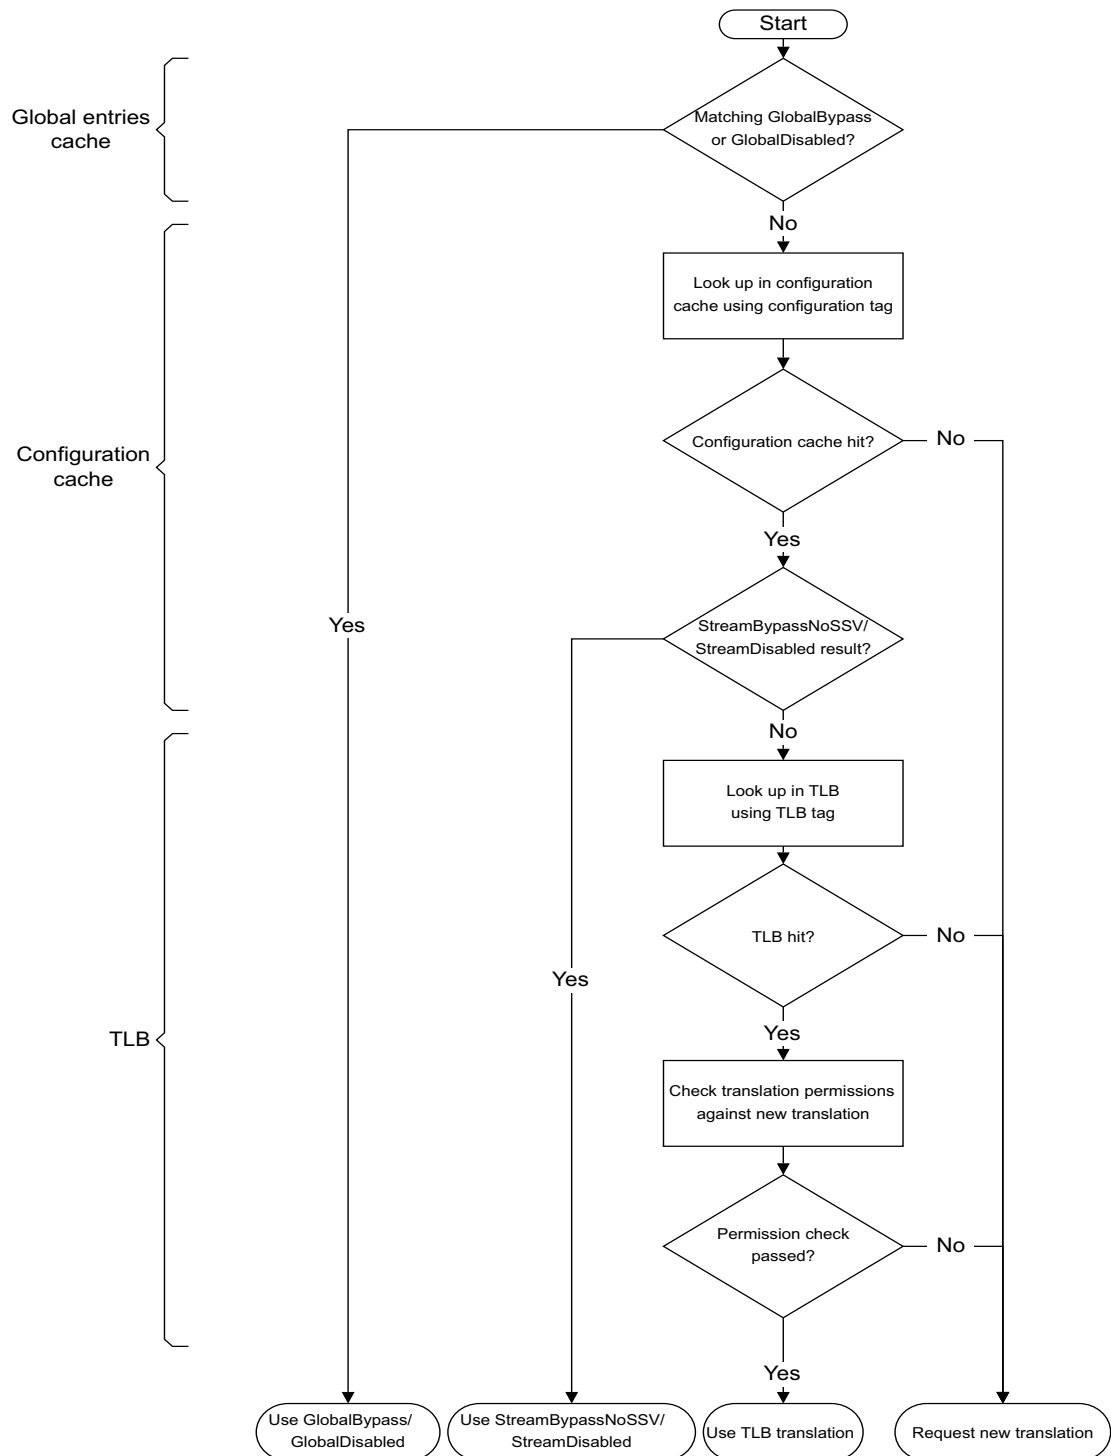 Start
Global entries
cache
Matching GlobalBypass
or GlobalDisabled?
No
Look up in configuration
cache using configuration tag
Configuration
cache
Configuration cache hit?
No
Yes
Yes
StreamBypassNoSSV/
StreamDisabled result?
No
Look up in TLB
using TLB tag
TLB hit?
No
Yes
TLB
Yes
Check translation permissions
against new translation
Permission check
passed?
No
Yes
Use GlobalBypass/
GlobalDisabled
Use StreamBypassNoSSV/
StreamDisabled
Use TLB translation
Request new translation